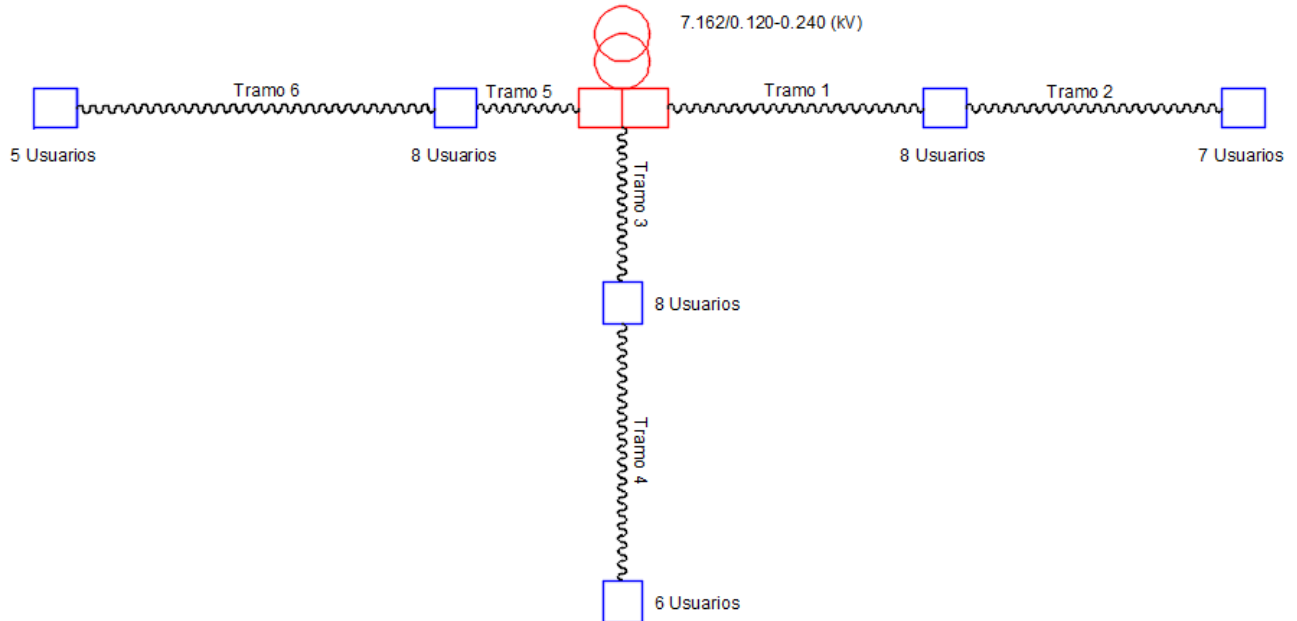 7.162/0.120-0.240 (kV)
Tramo 6
Tramo 5
Tramo 1
Tramo 2
5 Usuarios
8 Usuarios
8 Usuarios
7 Usuarios
Tramo 3
8 Usuarios
Tramo 4
6 Usuarios